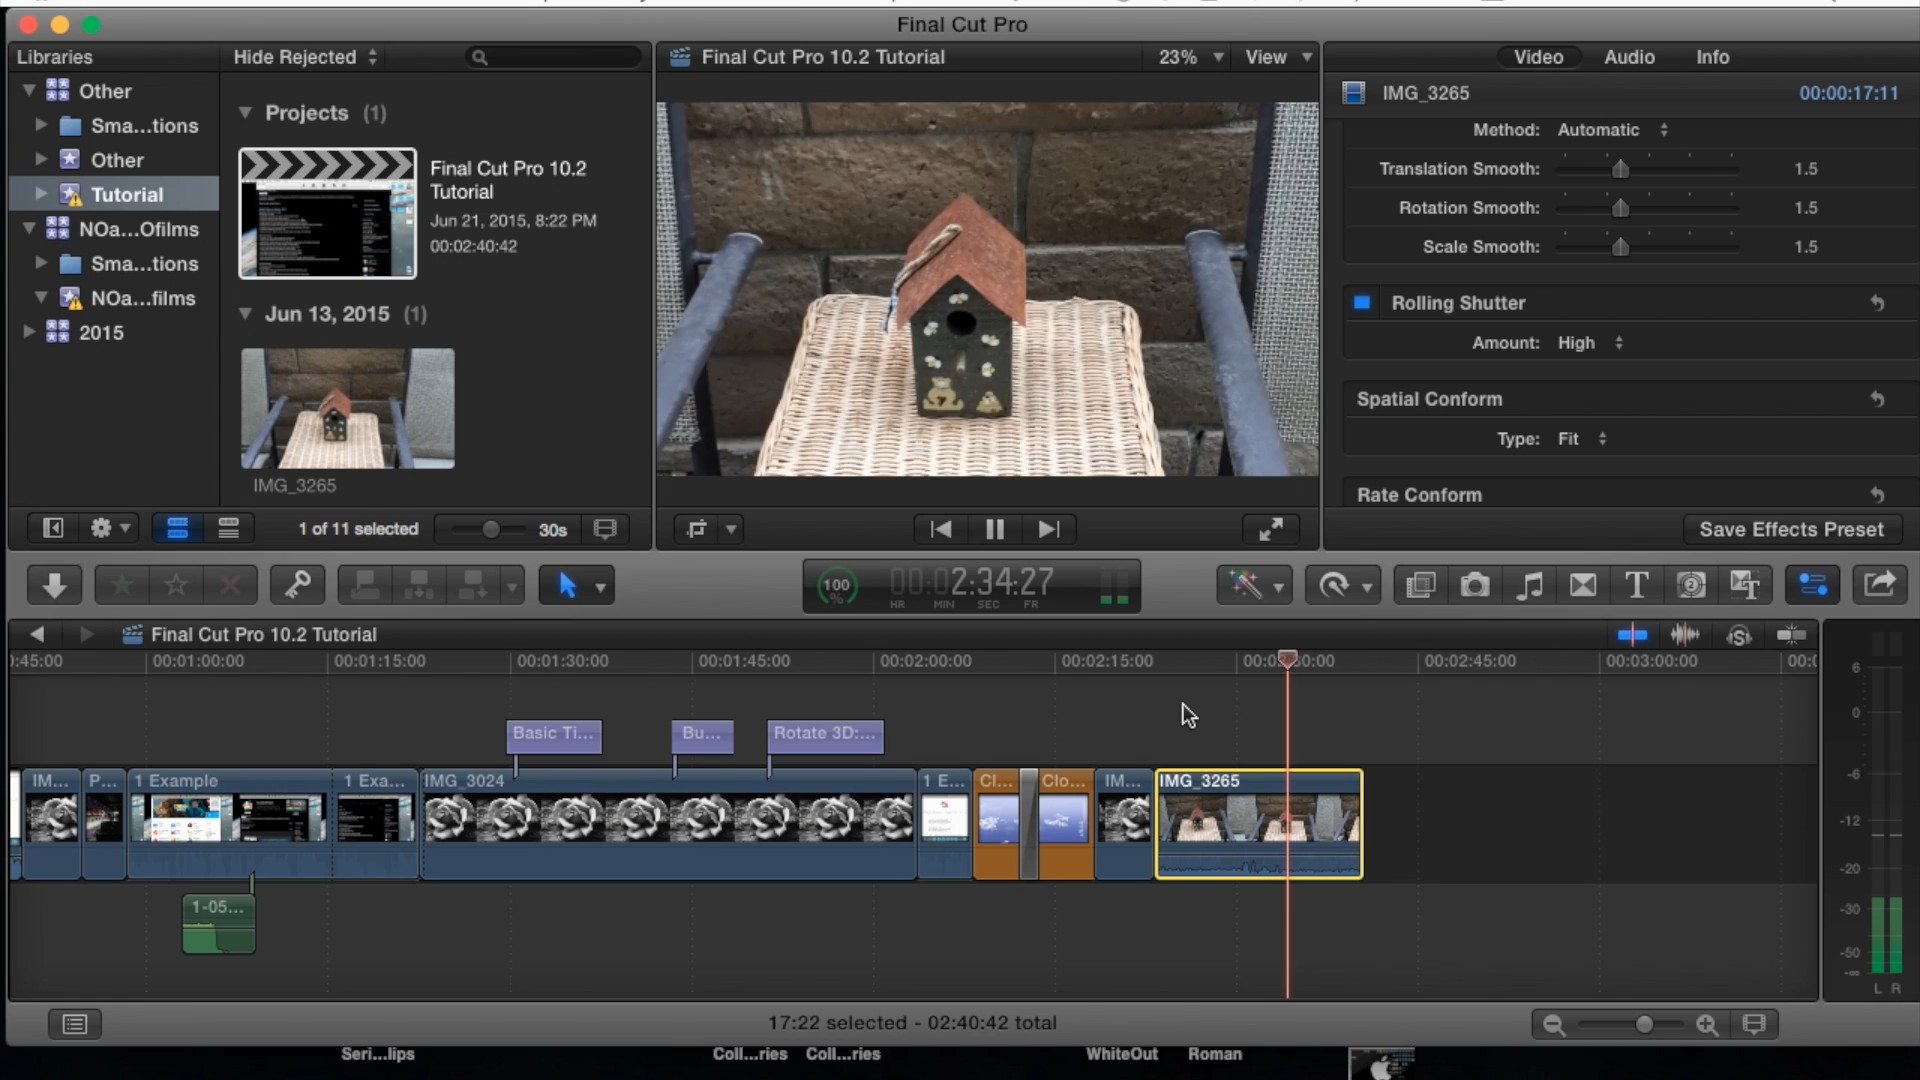 Final Cut Pro
Libraries
Hide Rejected
Final Cut Pro 10.2 Tutorial
23%
View
Video
Audio
Info
Other
Sma...tions
Other
Tutorial
NOa...Ofilms
Sma...tions
NOa...films
2015
Projects (1)
Final Cut Pro 10.2
Tutorial
Jun 21, 2015, 8:22 PM
00:02:40:42
Jun 13, 2015 (1)
IMG_3265
IMG_3265
00:00:17:11
Method: Automatic
Translation Smooth: 1.5
Rotation Smooth: 1.5
Scale Smooth: 1.5
Rolling Shutter
Amount: High
Spatial Conform
Type: Fit
Rate Conform
1 of 11 selected
30s
Save Effects Preset
100
%
00:02:34:27
HR MIN SEC FR
Final Cut Pro 10.2 Tutorial
00:01:00:00
00:01:15:00
00:01:30:00
00:01:45:00
00:02:00:00
00:02:15:00
00:02:45:00
00:03:00:00
Basic Ti...
Bu...
Rotate 3D:...
IM...
P...
1 Example
1 Exa...
IMG_3024
1 E...
Cl...
Clo...
IM...
IMG_3265
1-05...
6
0
-6
-12
-20
-30
-50
-∞
L R
17:22 selected - 02:40:42 total
Seri...lips
Coll...ries
Coll...ries
WhiteOut
Roman